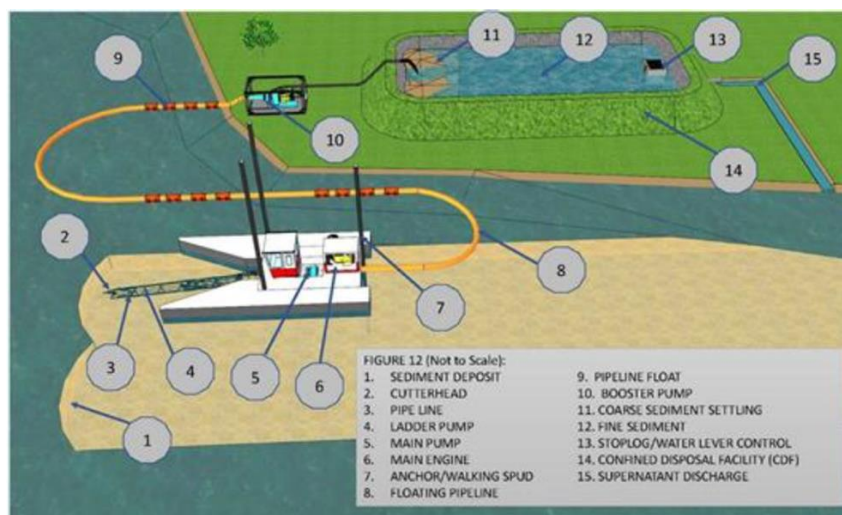 11
12
13
9
15
10
14
2
8
7
3
4
5
6
1
FIGURE 12 (Not to Scale):
1. SEDIMENT DEPOSIT
2. CUTTERHEAD
3. PIPE LINE
4. LADDER PUMP
5. MAIN PUMP
6. MAIN ENGINE
7. ANCHOR/WALKING SPUD
8. FLOATING PIPELINE
9. PIPELINE FLOAT
10. BOOSTER PUMP
11. COARSE SEDIMENT SETTLING
12. FINE SEDIMENT
13. STOPLOG/WATER LEVER CONTROL
14. CONFINED DISPOSAL FACILITY (CDF)
15. SUPERNATANT DISCHARGE